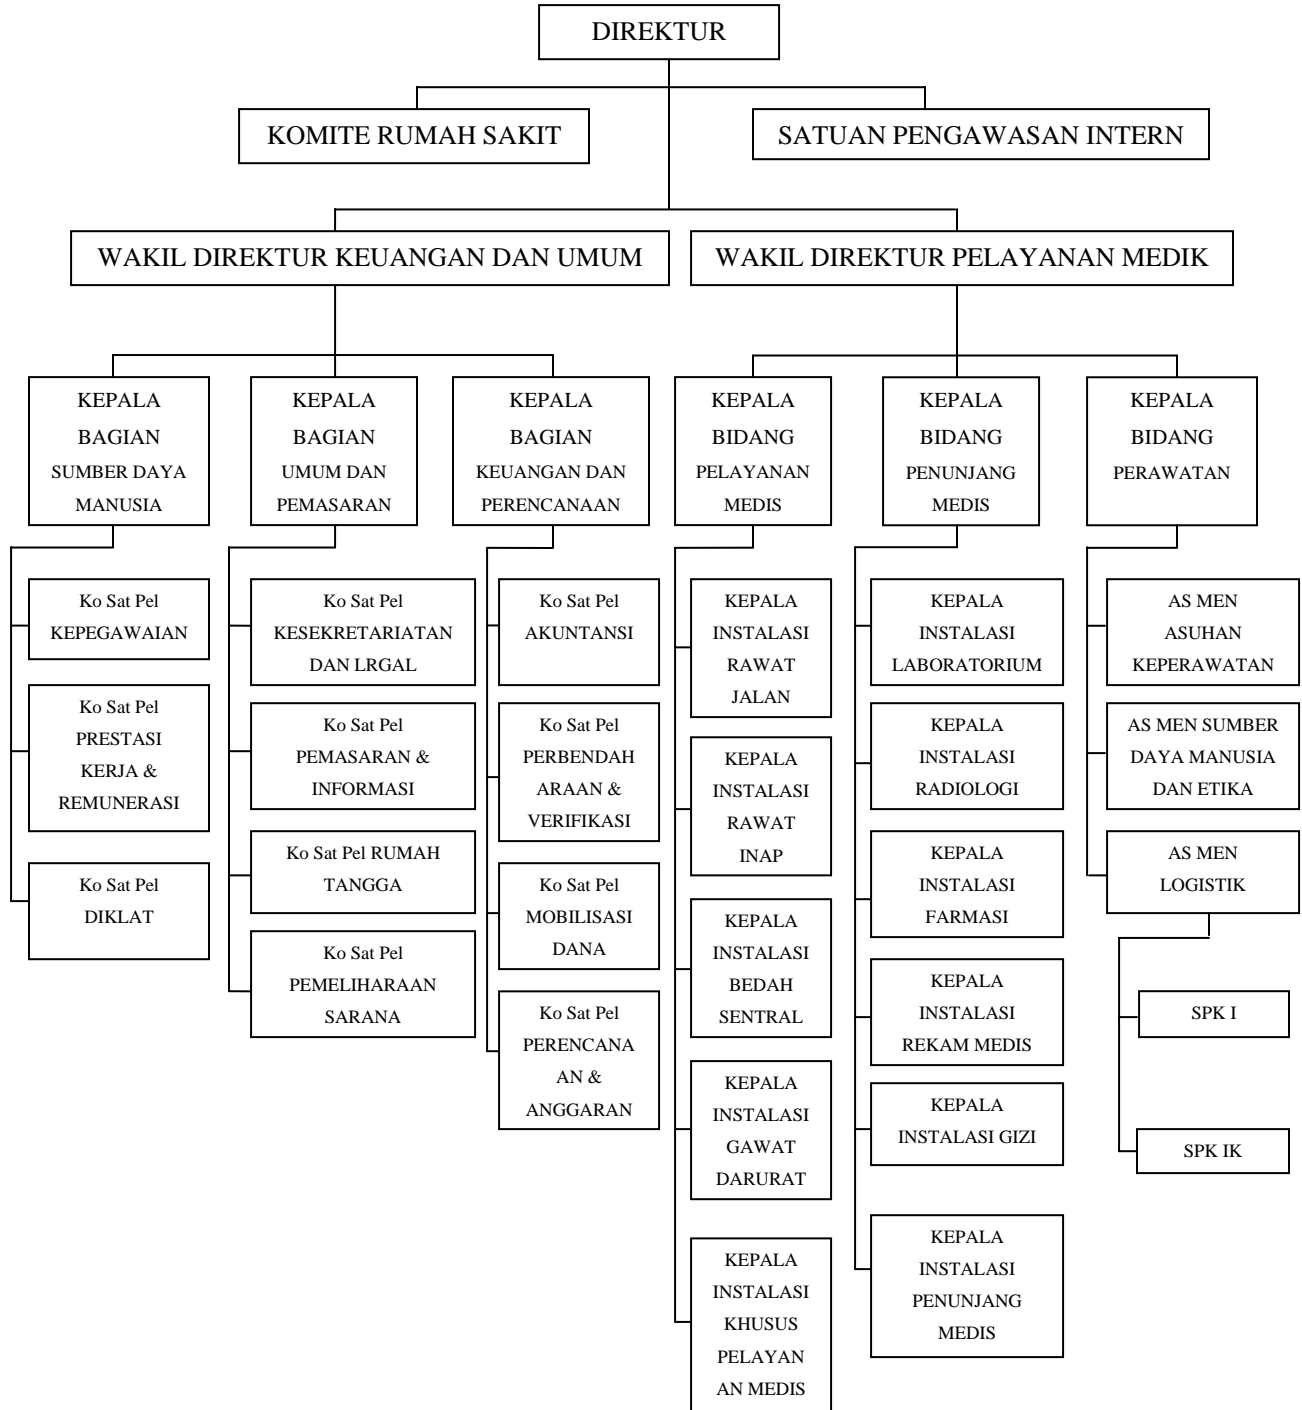 DIREKTUR
KOMITE RUMAH SAKIT
SATUAN PENGAWASAN INTERN
WAKIL DIREKTUR KEUANGAN DAN UMUM
WAKIL DIREKTUR PELAYANAN MEDIK
KEPALA
BAGIAN
SUMBER DAYA
MANUSIA
KEPALA
BAGIAN
UMUM DAN
PEMASARAN
KEPALA
BAGIAN
KEUANGAN DAN
PERENCANAAN
KEPALA
BIDANG
PELAYANAN
MEDIS
KEPALA
BIDANG
PENUNJANG
MEDIS
KEPALA
BIDANG
PERAWATAN
Ko Sat Pel
KEPEGAWAIAN
Ko Sat Pel
PRESTASI
KERJA &
REMUNERASI
Ko Sat Pel
DIKLAT
Ko Sat Pel
KESEKRETARIATAN
DAN LRGAL
Ko Sat Pel
PEMASARAN &
INFORMASI
Ko Sat Pel RUMAH
TANGGA
Ko Sat Pel
PEMELIHARAAN
SARANA
Ko Sat Pel
AKUNTANSI
Ko Sat Pel
PERBENDAH
ARAAN &
VERIFIKASI
Ko Sat Pel
MOBILISASI
DANA
Ko Sat Pel
PERENCANA
AN &
ANGGARAN
KEPALA
INSTALASI
RAWAT
JALAN
KEPALA
INSTALASI
RAWAT
INAP
KEPALA
INSTALASI
BEDAH
SENTRAL
KEPALA
INSTALASI
GAWAT
DARURAT
KEPALA
INSTALASI
KHUSUS
PELAYAN
AN MEDIS
KEPALA
INSTALASI
LABORATORIUM
KEPALA
INSTALASI
RADIOLOGI
KEPALA
INSTALASI
FARMASI
KEPALA
INSTALASI
REKAM MEDIS
KEPALA
INSTALASI GIZI
KEPALA
INSTALASI
PENUNJANG
MEDIS
AS MEN
ASUHAN
KEPERAWATAN
AS MEN SUMBER
DAYA MANUSIA
DAN ETIKA
AS MEN
LOGISTIK
SPK I
SPK IK